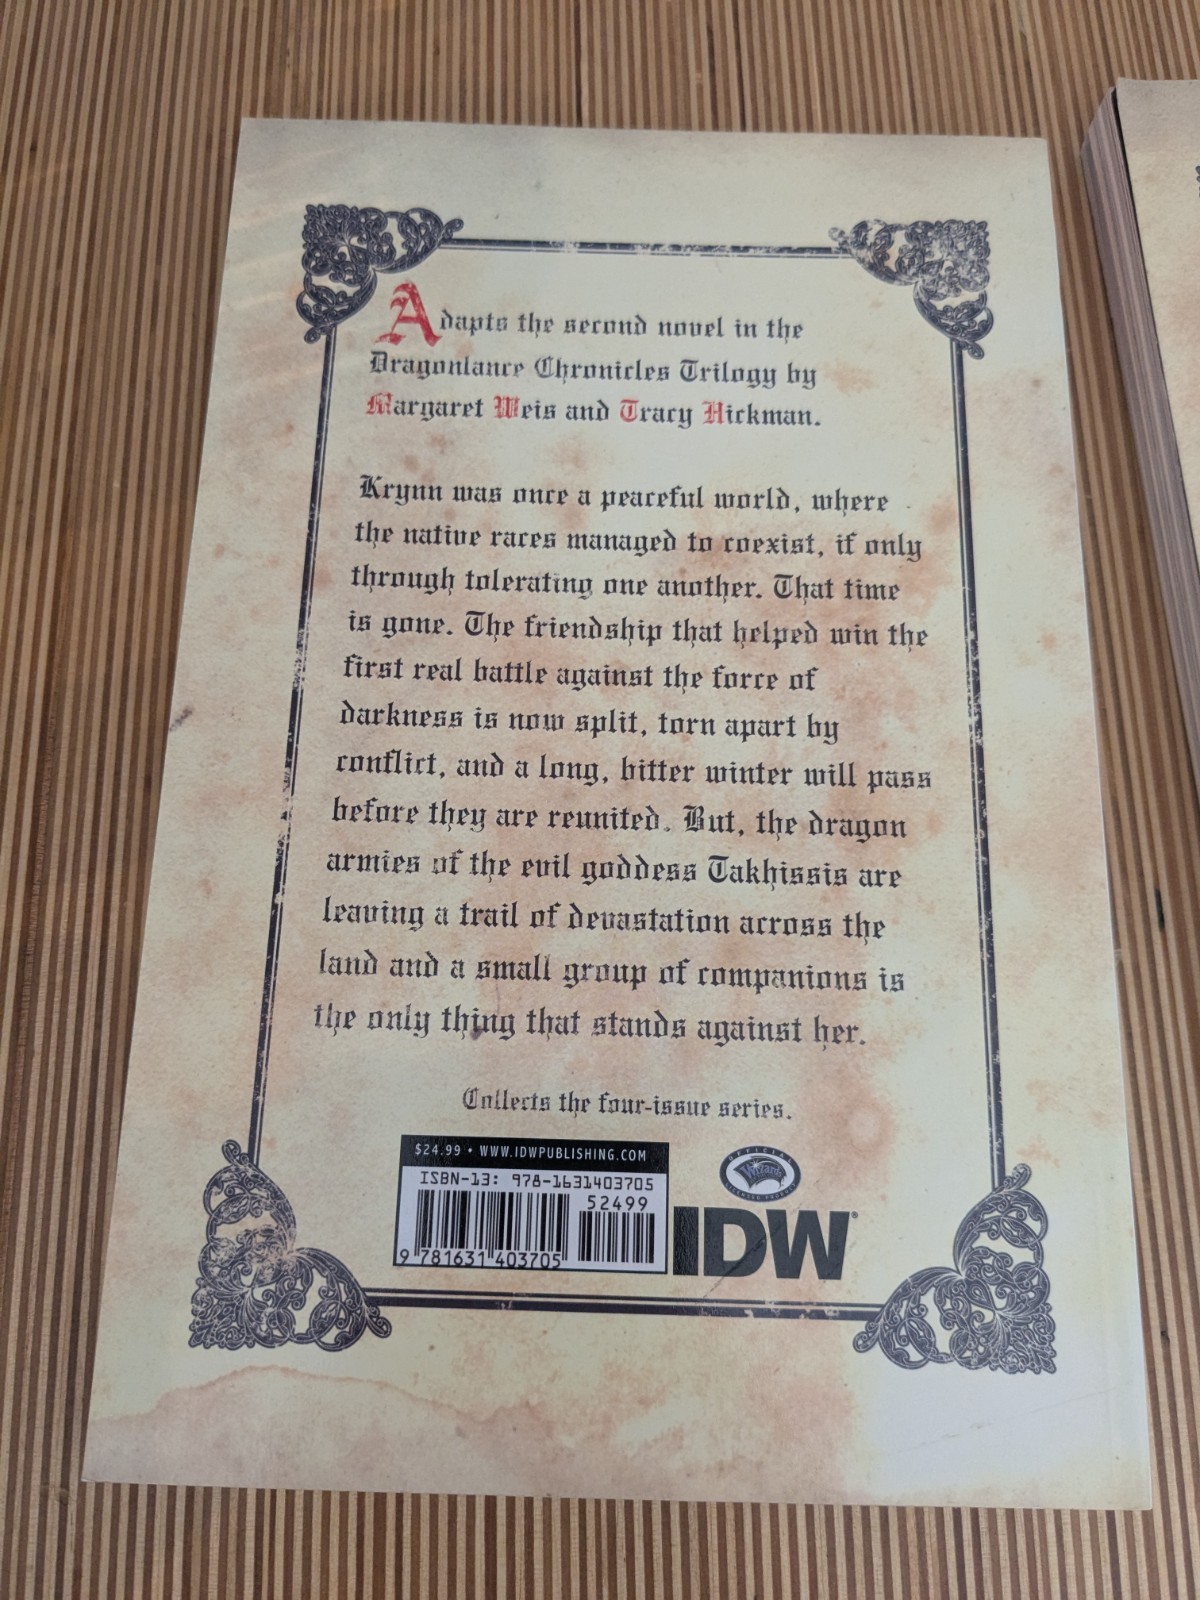 Adapts the second novel in the
Dragonlance Chronicles Trilogy by
Margaret Weis and Tracy Hickman.
Krynn was once a peaceful world, where
the native races managed to coexist, if only
through tolerating one another. That time
is gone. The friendship that helped win the
first real battle against the force of
darkness is now split, torn apart by
conflict, and a long, bitter winter will pass
before they are reunited. But, the dragon
armies of the evil goddess Takhissis are
leaving a trail of devastation across the
land and a small group of companions is
the only thing that stands against her.
Collects the four-issue series.
$24.99 • WWW.IDWPUBLISHING.COM
ISBN-13: 978-1631403705
52499
9 781631 403705
OFFICIAL
Wizards
LICENSED PRODUCT
IDW®